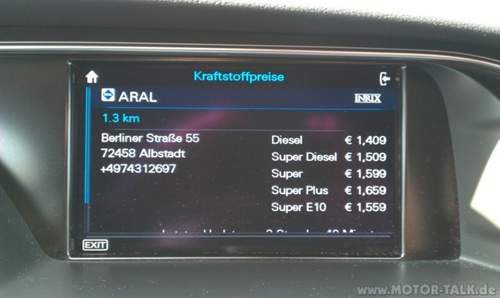 Kraftstoffpreise
ARAL INRIX
1.3 km
Berliner Straße 55
72458 Albstadt
+4974312697
Diesel € 1,409
Super Diesel € 1,509
Super € 1,599
Super Plus € 1,659
Super E10 € 1,559
EXIT
www.MOTOR-TALK.de